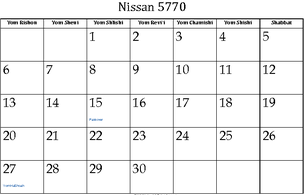 Nissan 5770
Yom Rishon Yom Sheni Yom Shlishi Yom Revi'i Yom Chamishi Yom Shishi Shabbat
1 2 3 4 5
6 7 8 9 10 11 12
13 14 15 16 17 18 19
20 21 22 23 24 25 26
27 28 29 30